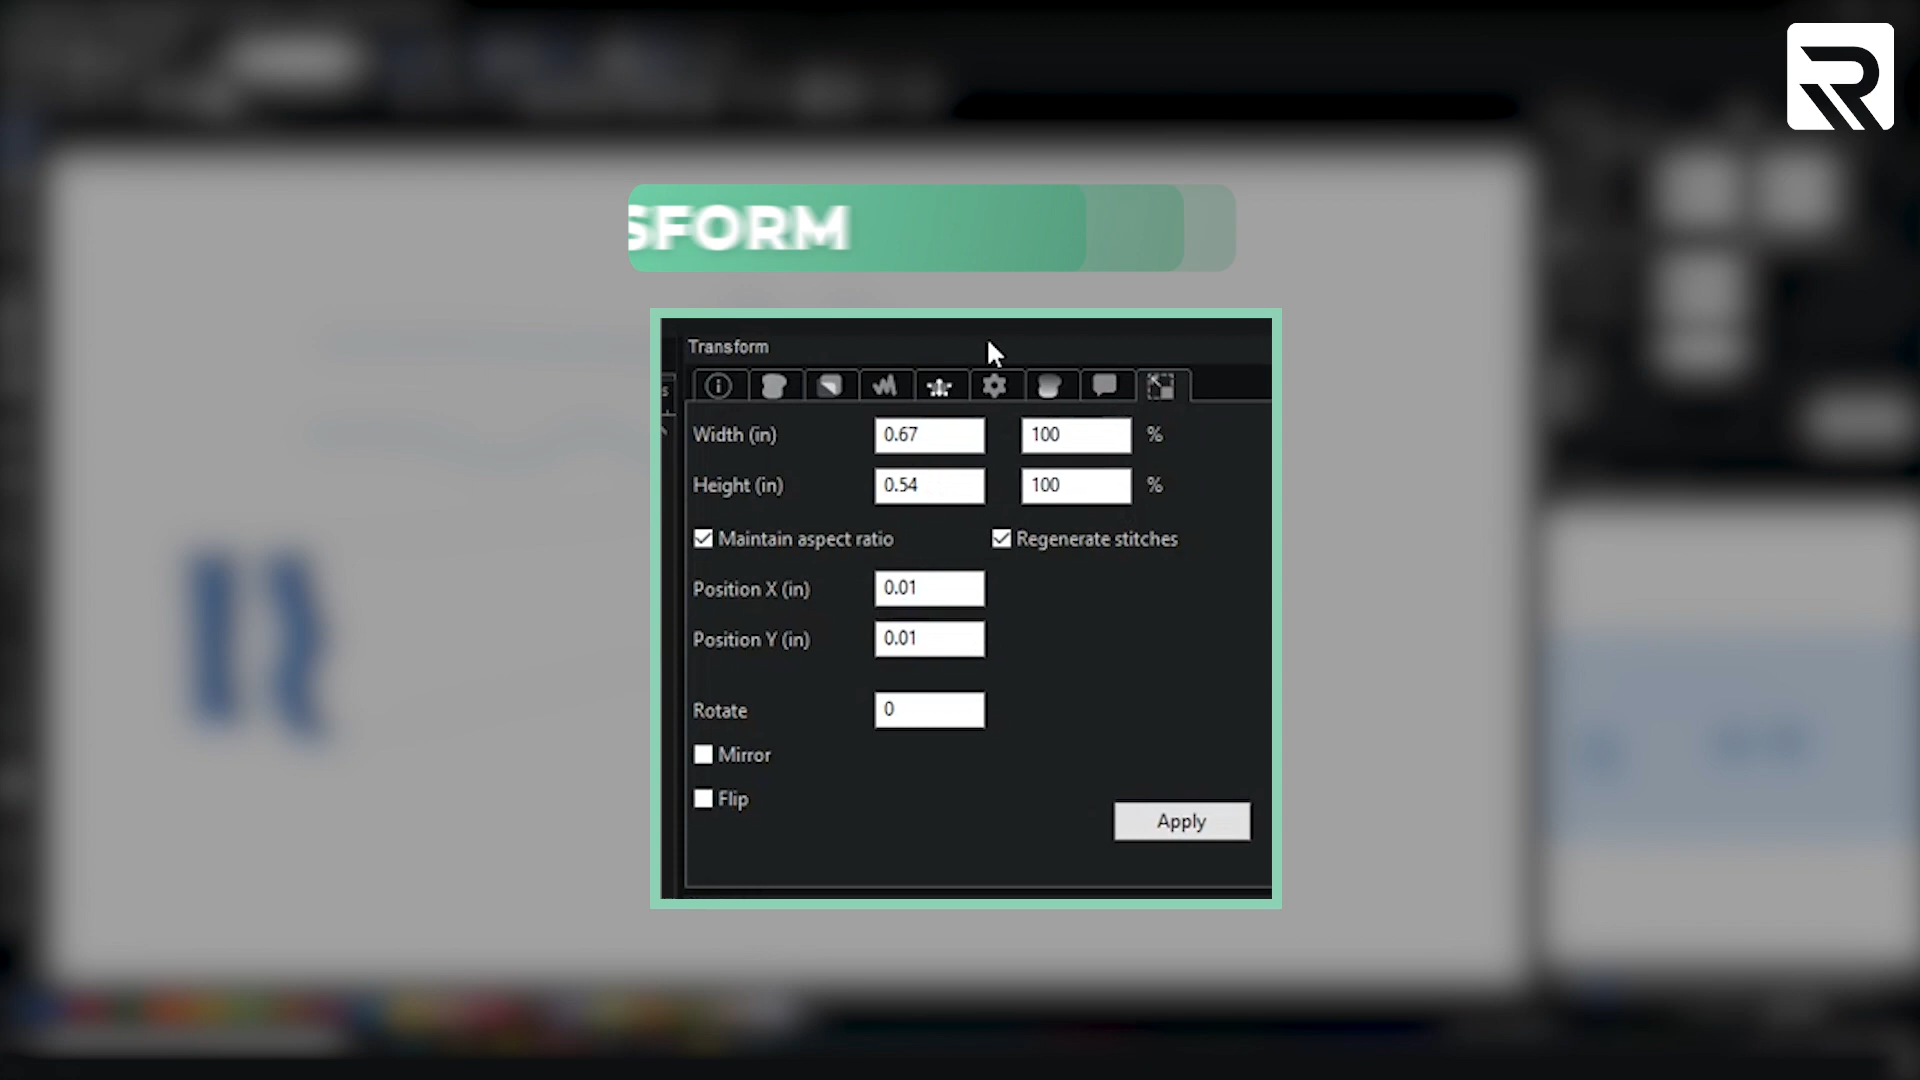 SFORM
Transform
Width (in) 0.67 100 %
Height (in) 0.54 100 %
Maintain aspect ratio Regenerate stitches
Position X (in) 0.01
Position Y (in) 0.01
Rotate 0
Mirror
Flip
Apply